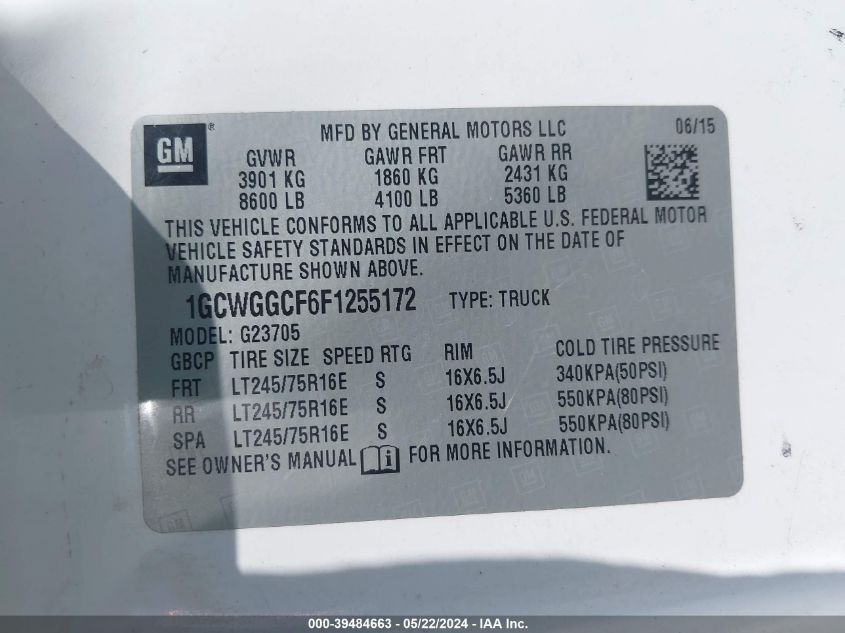 GM ® MFD BY GENERAL MOTORS LLC 06/15
GVWR GAWR FRT GAWR RR
3901 KG 1860 KG 2431 KG
8600 LB 4100 LB 5360 LB
THIS VEHICLE CONFORMS TO ALL APPLICABLE U.S. FEDERAL MOTOR
VEHICLE SAFETY STANDARDS IN EFFECT ON THE DATE OF
MANUFACTURE SHOWN ABOVE.
1GCWGGCF6F1255172 TYPE: TRUCK
MODEL: G23705
GBCP TIRE SIZE SPEED RTG RIM COLD TIRE PRESSURE
FRT LT245/75R16E S 16X6.5J 340KPA(50PSI)
RR LT245/75R16E S 16X6.5J 550KPA(80PSI)
SPA LT245/75R16E S 16X6.5J 550KPA(80PSI)
SEE OWNER'S MANUAL i FOR MORE INFORMATION.
000-39484663 - 05/22/2024 - IAA Inc.